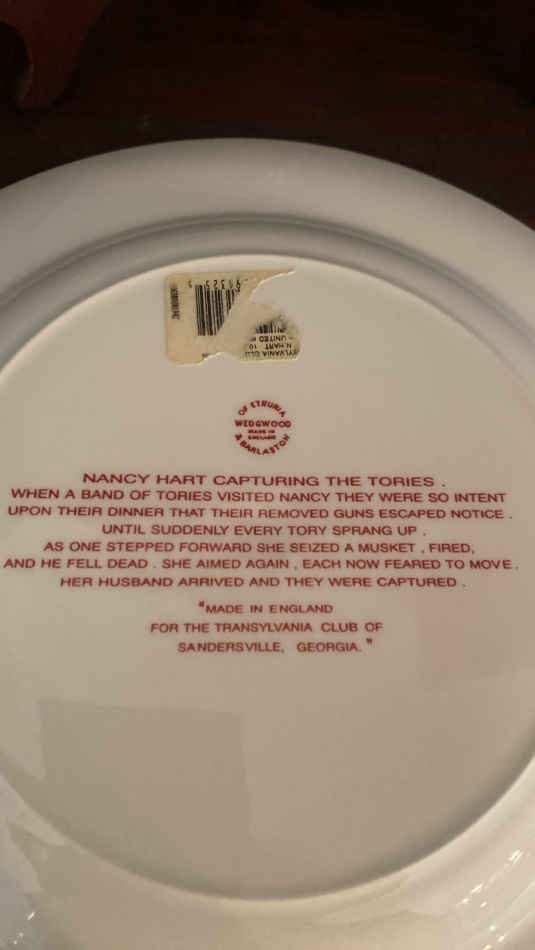 OF ETRURIA
WEDGWOOD
MADE IN
ENGLAND
& BARLASTON
NANCY HART CAPTURING THE TORIES .
WHEN A BAND OF TORIES VISITED NANCY THEY WERE SO INTENT
UPON THEIR DINNER THAT THEIR REMOVED GUNS ESCAPED NOTICE .
UNTIL SUDDENLY EVERY TORY SPRANG UP .
AS ONE STEPPED FORWARD SHE SEIZED A MUSKET , FIRED,
AND HE FELL DEAD . SHE AIMED AGAIN , EACH NOW FEARED TO MOVE .
HER HUSBAND ARRIVED AND THEY WERE CAPTURED .
"MADE IN ENGLAND
FOR THE TRANSYLVANIA CLUB OF
SANDERSVILLE, GEORGIA."